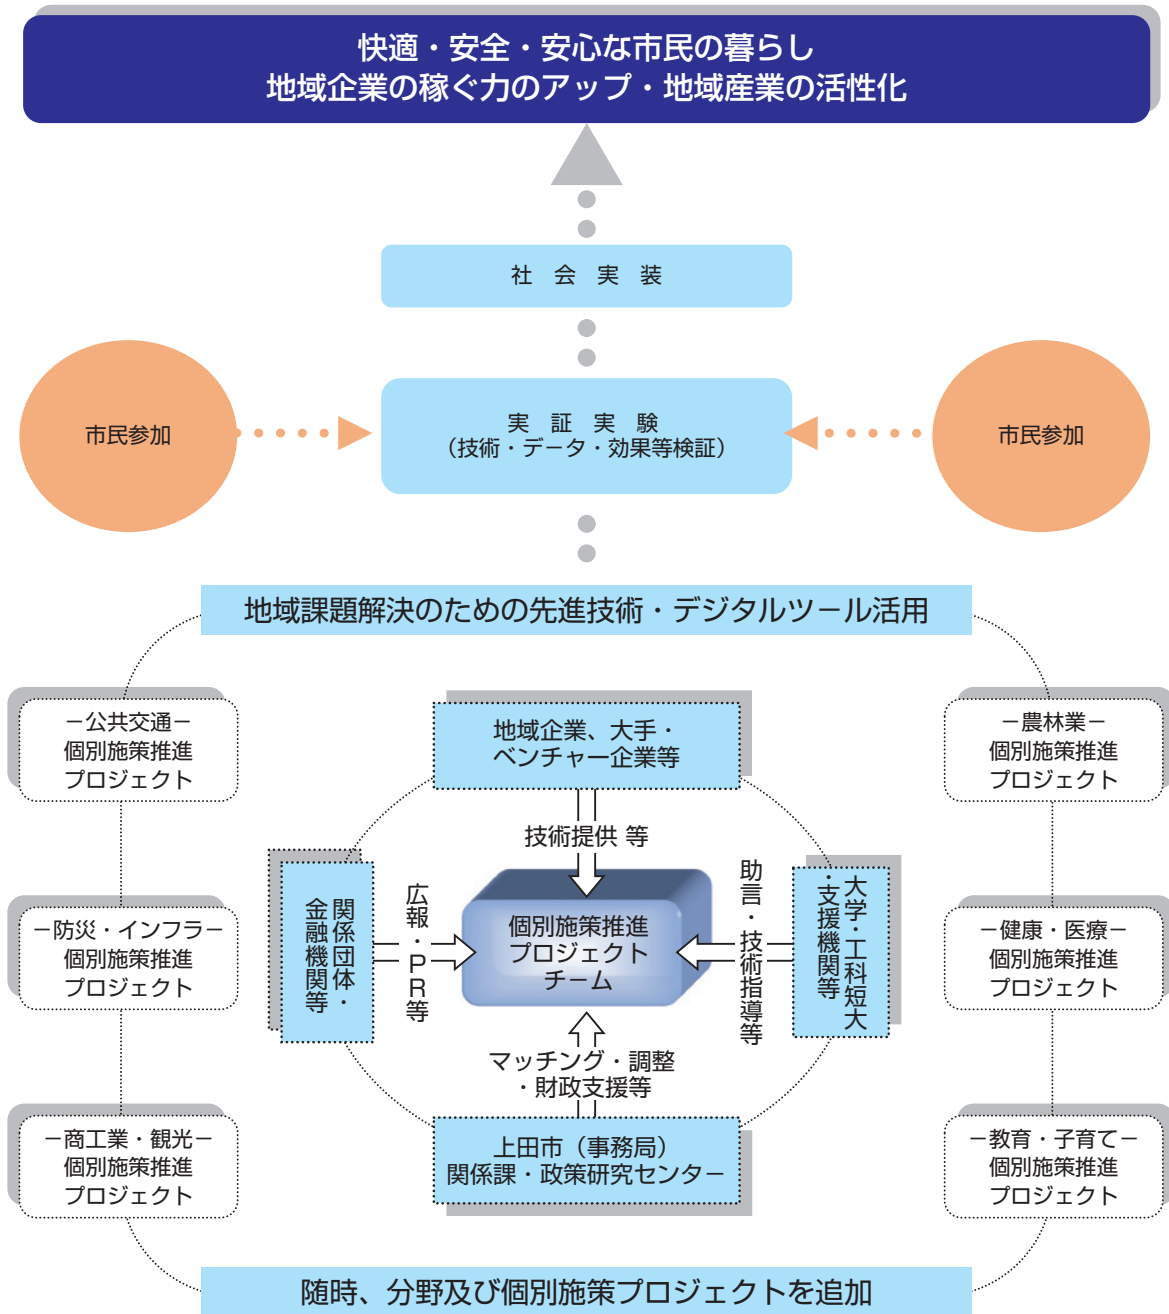 快適・安全・安心な市民の暮らし
地域企業の稼ぐ力のアップ・地域産業の活性化
社会実装
市民参加
実証実験
（技術・データ・効果等検証）
市民参加
地域課題解決のための先進技術・デジタルツール活用
－公共交通－
個別施策推進
プロジェクト
－防災・インフラ－
個別施策推進
プロジェクト
－商工業・観光－
個別施策推進
プロジェクト
地域企業、大手・
ベンチャー企業等
技術提供 等
関係団体・
金融機関等
広報・PR等
個別施策推進
プロジェクト
チーム
助言・技術指導等
大学・工科短大
・支援機関等
マッチング・調整
・財政支援等
上田市（事務局）
関係課・政策研究センター
－農林業－
個別施策推進
プロジェクト
－健康・医療－
個別施策推進
プロジェクト
－教育・子育て－
個別施策推進
プロジェクト
随時、分野及び個別施策プロジェクトを追加